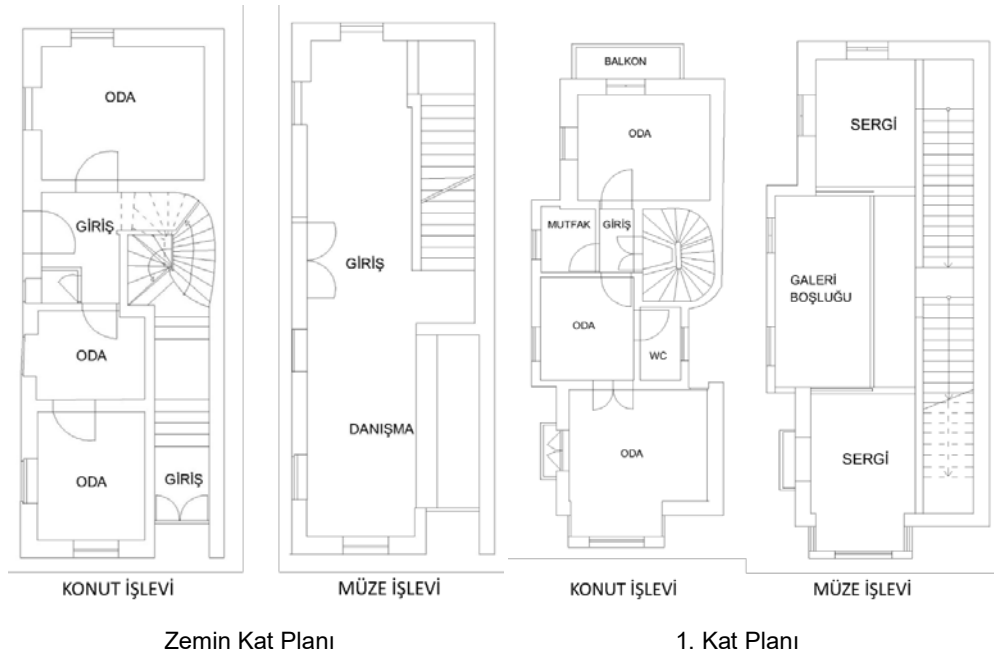 ODA
GİRİŞ
ODA
ODA
GİRİŞ
KONUT İŞLEVİ
GİRİŞ
DANIŞMA
MÜZE İŞLEVİ
BALKON
ODA
MUTFAK
GİRİŞ
ODA
WC
ODA
KONUT İŞLEVİ
SERGİ
GALERİ
BOŞLUĞU
SERGİ
MÜZE İŞLEVİ
Zemin Kat Planı
1. Kat Planı